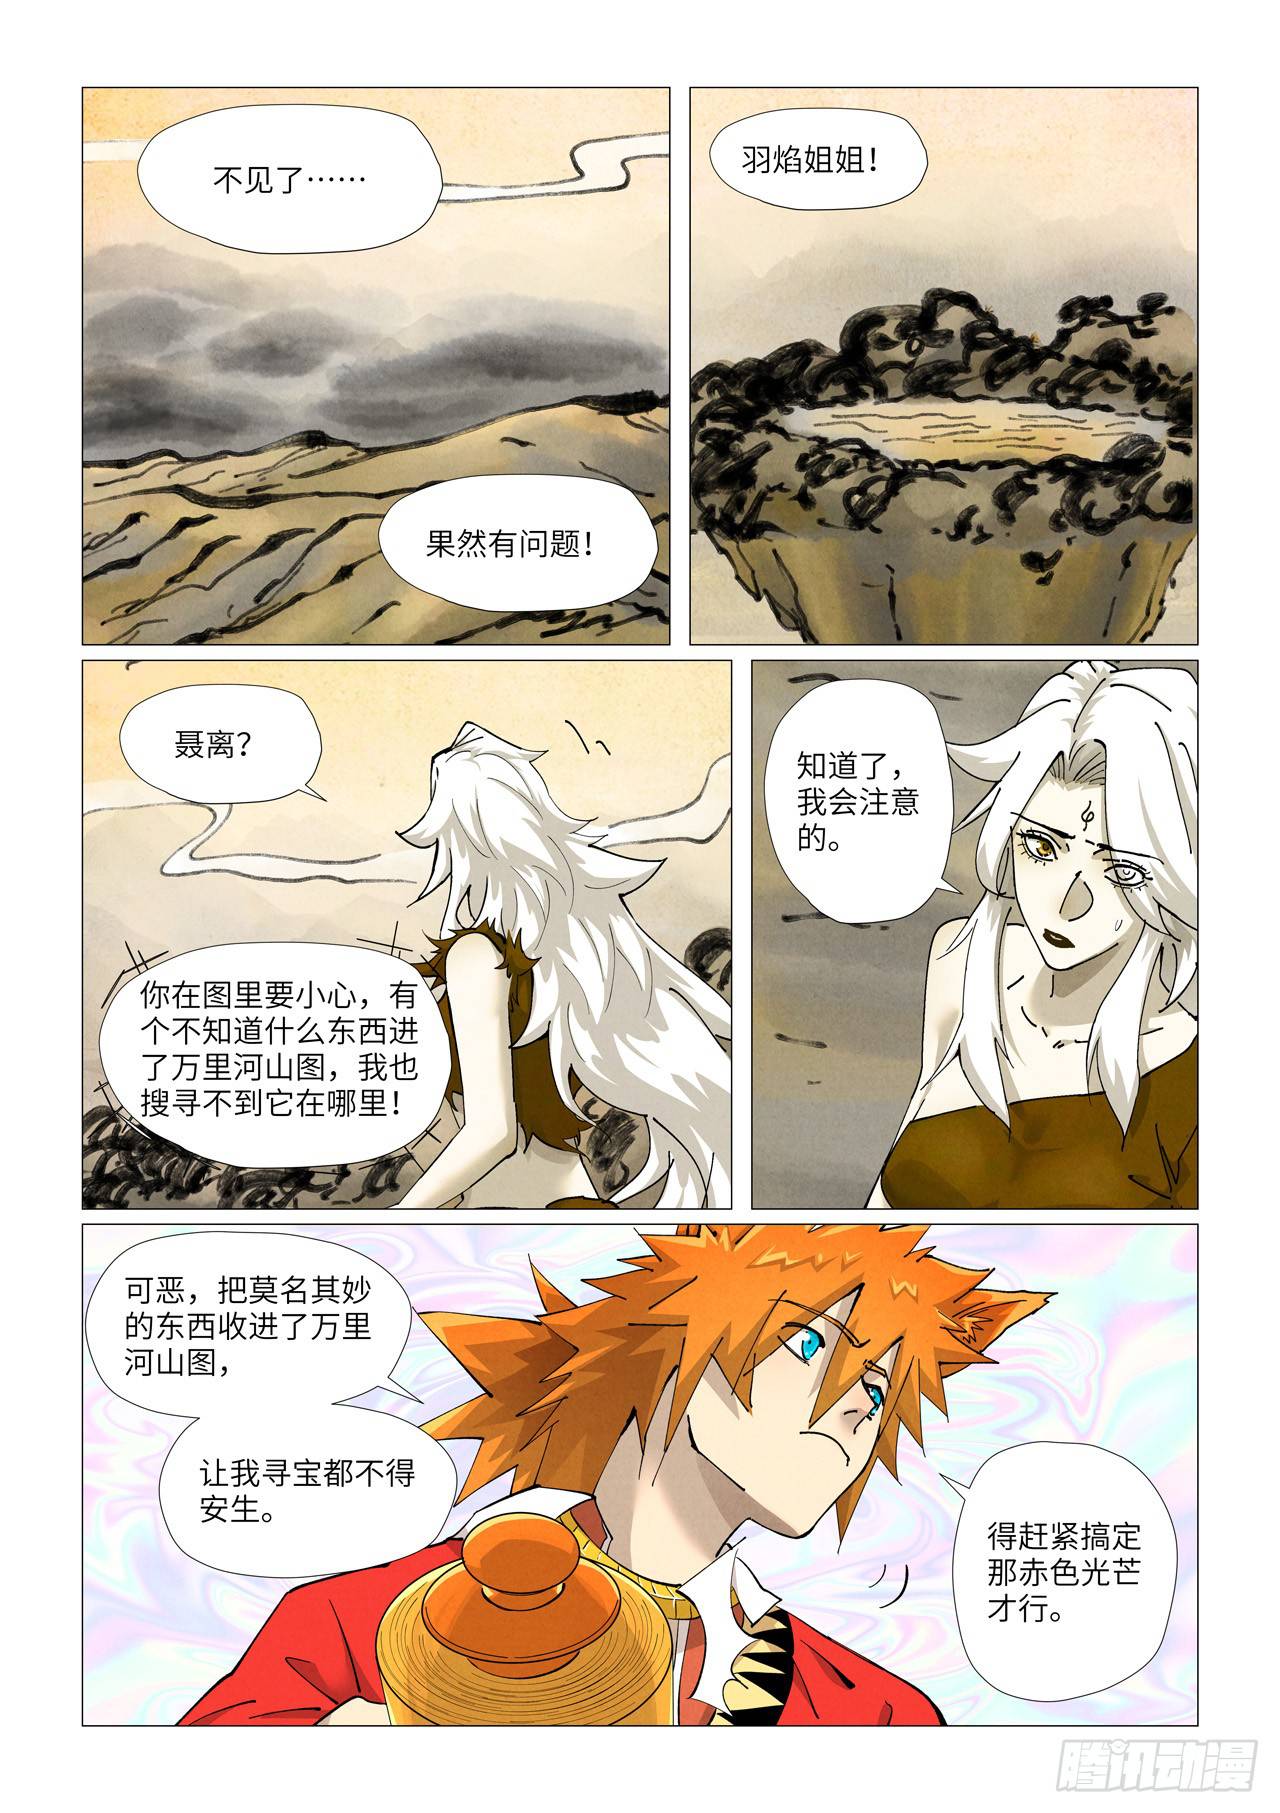 不见了……
果然有问题！
羽焰姐姐！
聂离？
你在图里要小心，有
个不知道什么东西进
了万里河山图，我也
搜寻不到它在哪里！
知道了，
我会注意
的。
可恶，把莫名其妙
的东西收进了万里
河山图，
让我寻宝都不得
安生。
得赶紧搞定
那赤色光芒
才行。
腾讯动漫